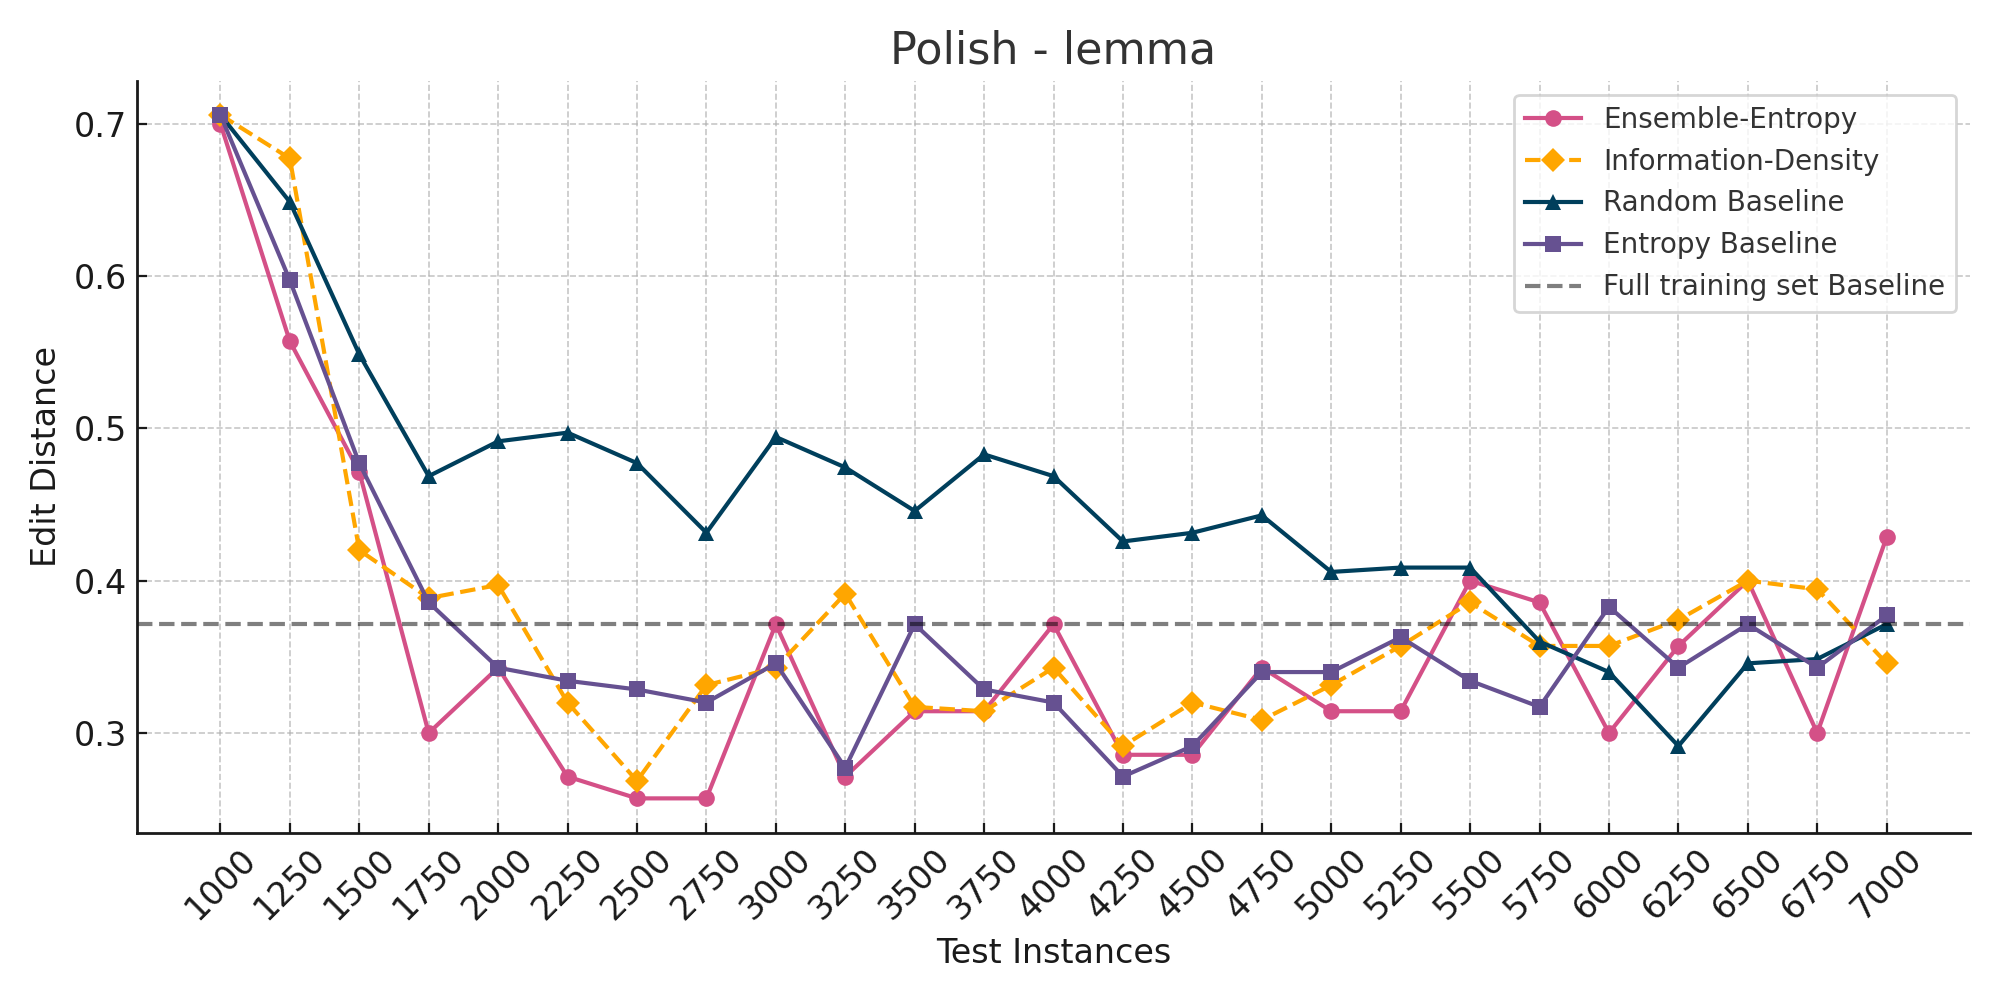 Polish - lemma
Edit Distance
0.7
0.6
0.5
0.4
0.3
Ensemble-Entropy
Information-Density
Random Baseline
Entropy Baseline
Full training set Baseline
1000 1250 1500 1750 2000 2250 2500 2750 3000 3250 3500 3750 4000 4250 4500 4750 5000 5250 5500 5750 6000 6250 6500 6750 7000
Test Instances